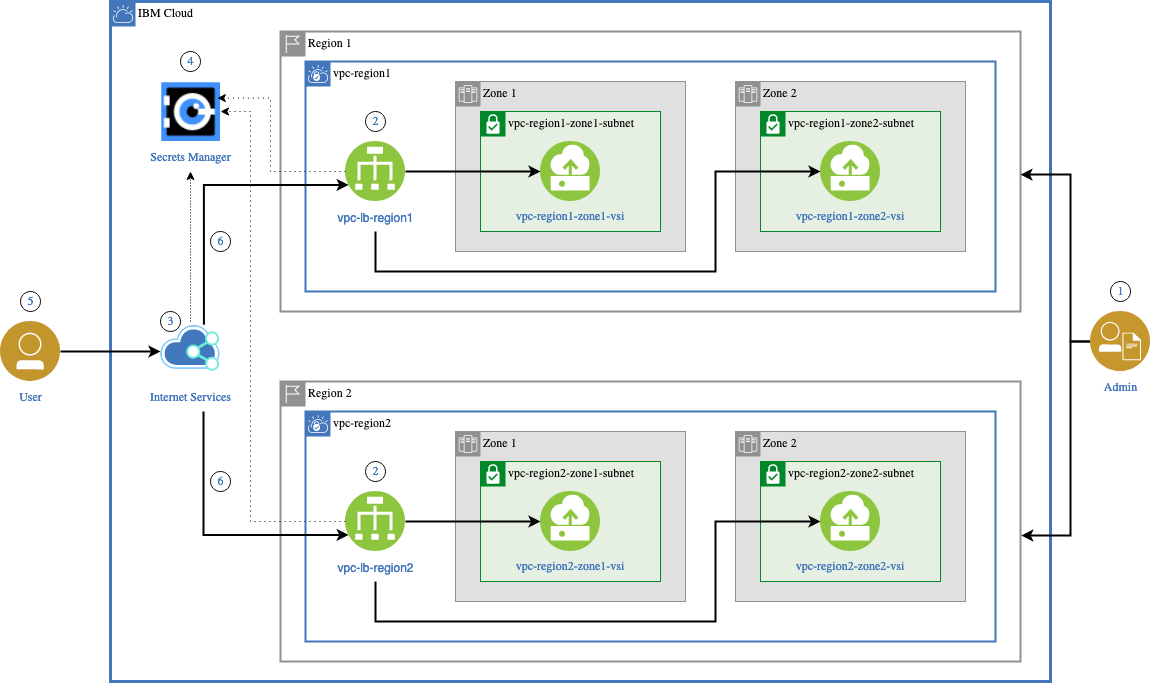 IBM Cloud
Region 1
4
vpc-region1
Zone 1
Zone 2
2
vpc-region1-zone1-subnet
vpc-region1-zone2-subnet
Secrets Manager
vpc-lb-region1
vpc-region1-zone1-vsi
vpc-region1-zone2-vsi
6
5
3
1
User
Internet Services
Admin
Region 2
vpc-region2
Zone 1
Zone 2
2
vpc-region2-zone1-subnet
vpc-region2-zone2-subnet
6
vpc-lb-region2
vpc-region2-zone1-vsi
vpc-region2-zone2-vsi